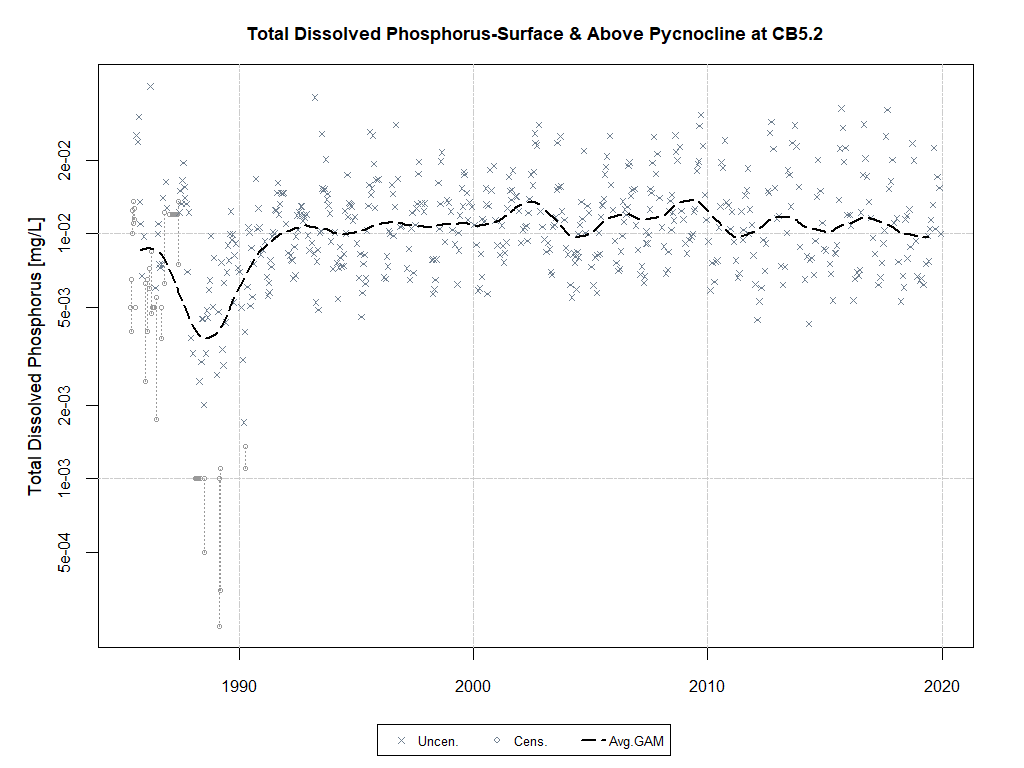 Total Dissolved Phosphorus-Surface & Above Pycnocline at CB5.2
Total Dissolved Phosphorus [mg/L]
2e-02
1e-02
5e-03
2e-03
1e-03
5e-04
1990 2000 2010 2020
Uncen. Cens. Avg.GAM